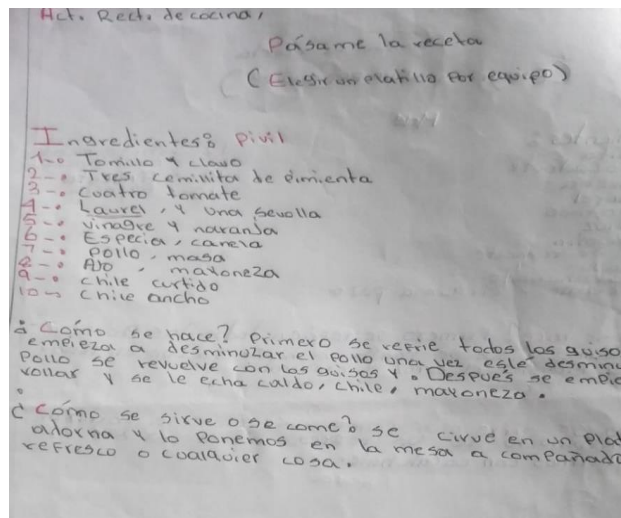 Act. Rect. de cocina,
Pásame la receta
(Elegir un platillo por equipo)
Ingredientes: Pivil
1-. Tomillo y clavo
2-. Tres cemillita de pimienta
3-. cuatro tomate
4-. Laurel, y una sevolla
5-. vinagre y naranja
6-. Especia, canela
7-. pollo, masa
8-. Ajo, mayoneza
9-. chile curtido
10-. chile ancho
¿Cómo se hace? Primero se refrie todos los guiso
empieza a desminuzar el pollo una vez esté desminu
pollo se revuelve con los guisos y. Después se empie
rollar y se le echa caldo, chile, mayoneza.
¿Cómo se sirve o se come? se cirve en un plat
adorna y lo ponemos en la mesa a compañad
refresco o cualquier cosa.